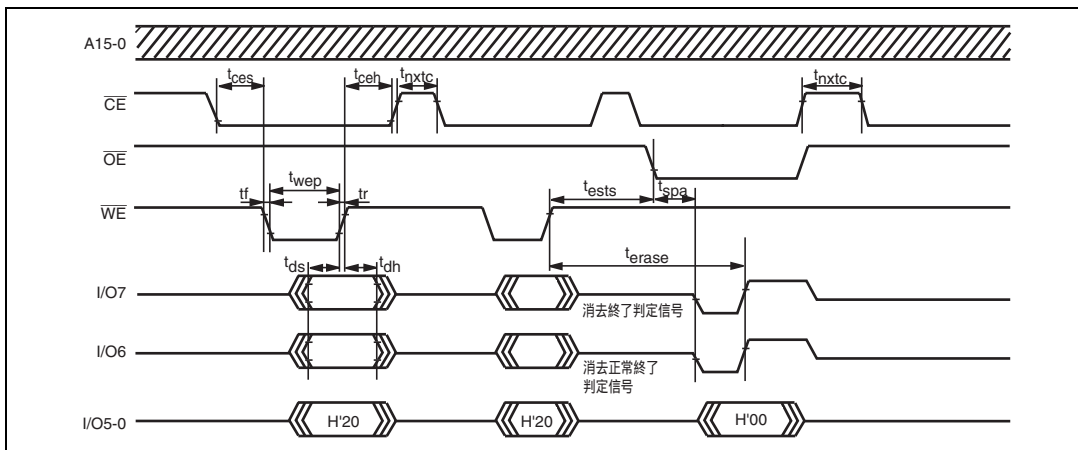 A15-0
tces
tceh
tnxtc
tnxtc
CE
OE
twep
tests
tspa
tf
tr
WE
terase
tds
tdh
I/O7
消去終了判定信号
I/O6
消去正常終了
判定信号
I/O5-0
H'20
H'20
H'00